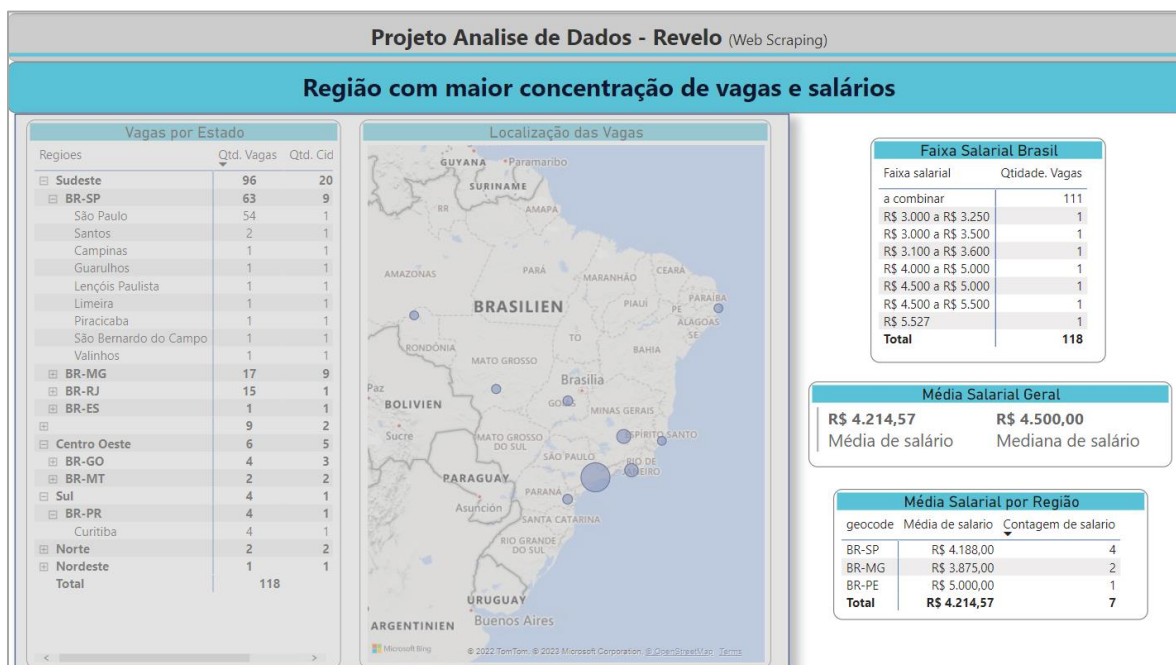 Projeto Analise de Dados - Revelo (Web Scraping)
Região com maior concentração de vagas e salários
Vagas por Estado
Regioes Qtd. Vagas Qtd. Cid
Sudeste 96 20
BR-SP 63 9
São Paulo 54 1
Santos 2 1
Campinas 1 1
Guarulhos 1 1
Lençóis Paulista 1 1
Limeira 1 1
Piracicaba 1 1
São Bernardo do Campo 1 1
Valinhos 1 1
BR-MG 17 9
BR-RJ 15 1
BR-ES 1 1
9 2
Centro Oeste 6 5
BR-GO 4 3
BR-MT 2 2
Sul 4 1
BR-PR 4 1
Curitiba 4 1
Norte 2 2
Nordeste 1 1
Total 118
Localização das Vagas
GUYANA
Paramaribo
SURINAME
RR
AMAPÁ
AMAZONAS
PARÁ
MARANHÃO
CEARÁ
BRASILIEN
PIAUÍ
PARAÍBA
PE
ALAGOAS
SE
TO
RONDÔNIA
BAHIA
MATO GROSSO
Brasília
Paz
BOLIVIEN
GOIÁS
MINAS GERAIS
Sucre
MATO GROSSO
DO SUL
ESPÍRITO SANTO
SÃO PAULO
RIO DE
JANEIRO
PARAGUAY
PARANÁ
Asunción
SANTA CATARINA
RIO GRANDE
DO SUL
URUGUAY
Buenos Aires
ARGENTINIEN
Microsoft Bing
© 2022 TomTom, © 2023 Microsoft Corporation, © OpenStreetMap Terms
Faixa Salarial Brasil
Faixa salarial Qtidade. Vagas
a combinar 111
R$ 3.000 a R$ 3.250 1
R$ 3.000 a R$ 3.500 1
R$ 3.100 a R$ 3.600 1
R$ 4.000 a R$ 5.000 1
R$ 4.500 a R$ 5.000 1
R$ 4.500 a R$ 5.500 1
R$ 5.527 1
Total 118
Média Salarial Geral
R$ 4.214,57 R$ 4.500,00
Média de salário Mediana de salário
Média Salarial por Região
geocode Média de salario Contagem de salario
BR-SP R$ 4.188,00 4
BR-MG R$ 3.875,00 2
BR-PE R$ 5.000,00 1
Total R$ 4.214,57 7